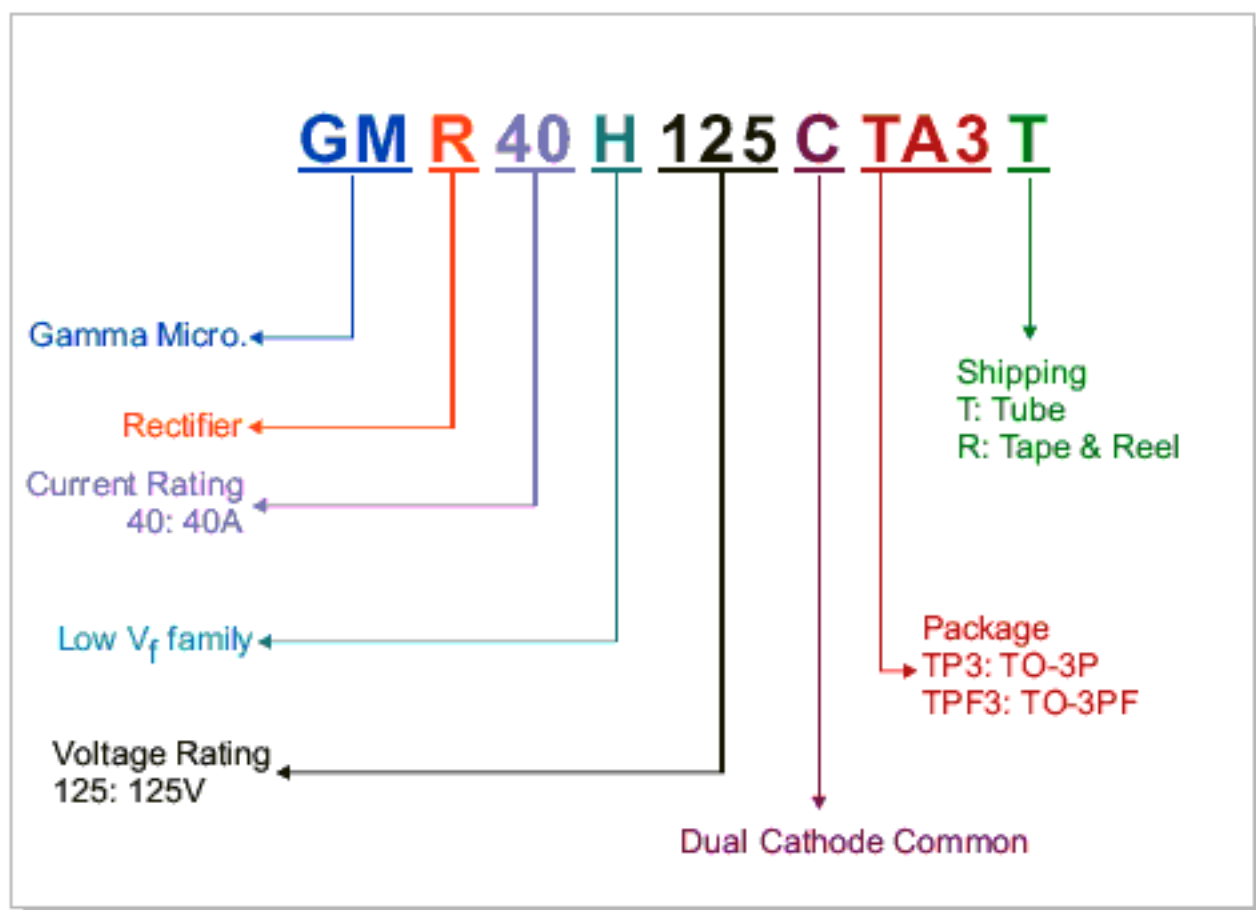 GM R 40 H 125 C TA3 T
Gamma Micro.
Rectifier
Current Rating
40: 40A
Low Vf family
Voltage Rating
125: 125V
Dual Cathode Common
Package
TP3: TO-3P
TPF3: TO-3PF
Shipping
T: Tube
R: Tape & Reel